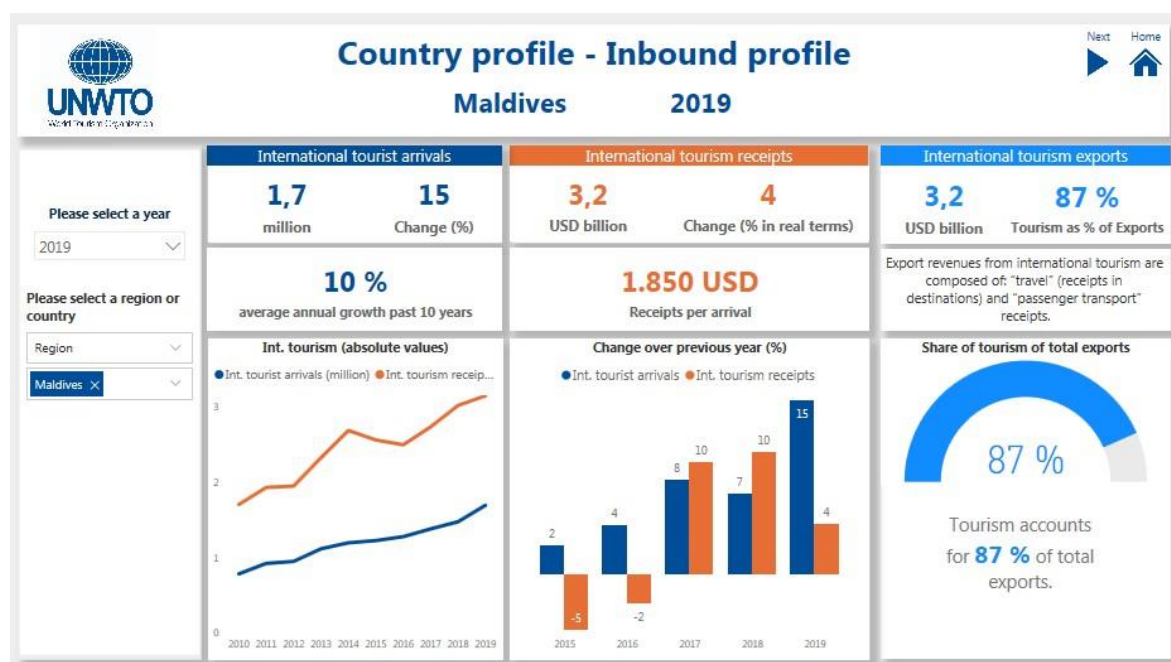 UNWTO
World Tourism Organization
Country profile - Inbound profile
Maldives 2019
Next Home
Please select a year
2019
Please select a region or
country
Region
Maldives ×
International tourist arrivals
1,7 15
million Change (%)
10 %
average annual growth past 10 years
International tourism receipts
3,2 4
USD billion Change (% in real terms)
1.850 USD
Receipts per arrival
International tourism exports
3,2 87 %
USD billion Tourism as % of Exports
Export revenues from international tourism are
composed of: “travel” (receipts in
destinations) and “passenger transport”
receipts.
Int. tourism (absolute values)
Int. tourist arrivals (million) Int. tourism receip...
3
2
1
0
2010 2011 2012 2013 2014 2015 2016 2017 2018 2019
Change over previous year (%)
Int. tourist arrivals Int. tourism receipts
2 -5 4 -2 8 10 7 10 15 4
2015 2016 2017 2018 2019
Share of tourism of total exports
87 %
Tourism accounts
for 87 % of total
exports.